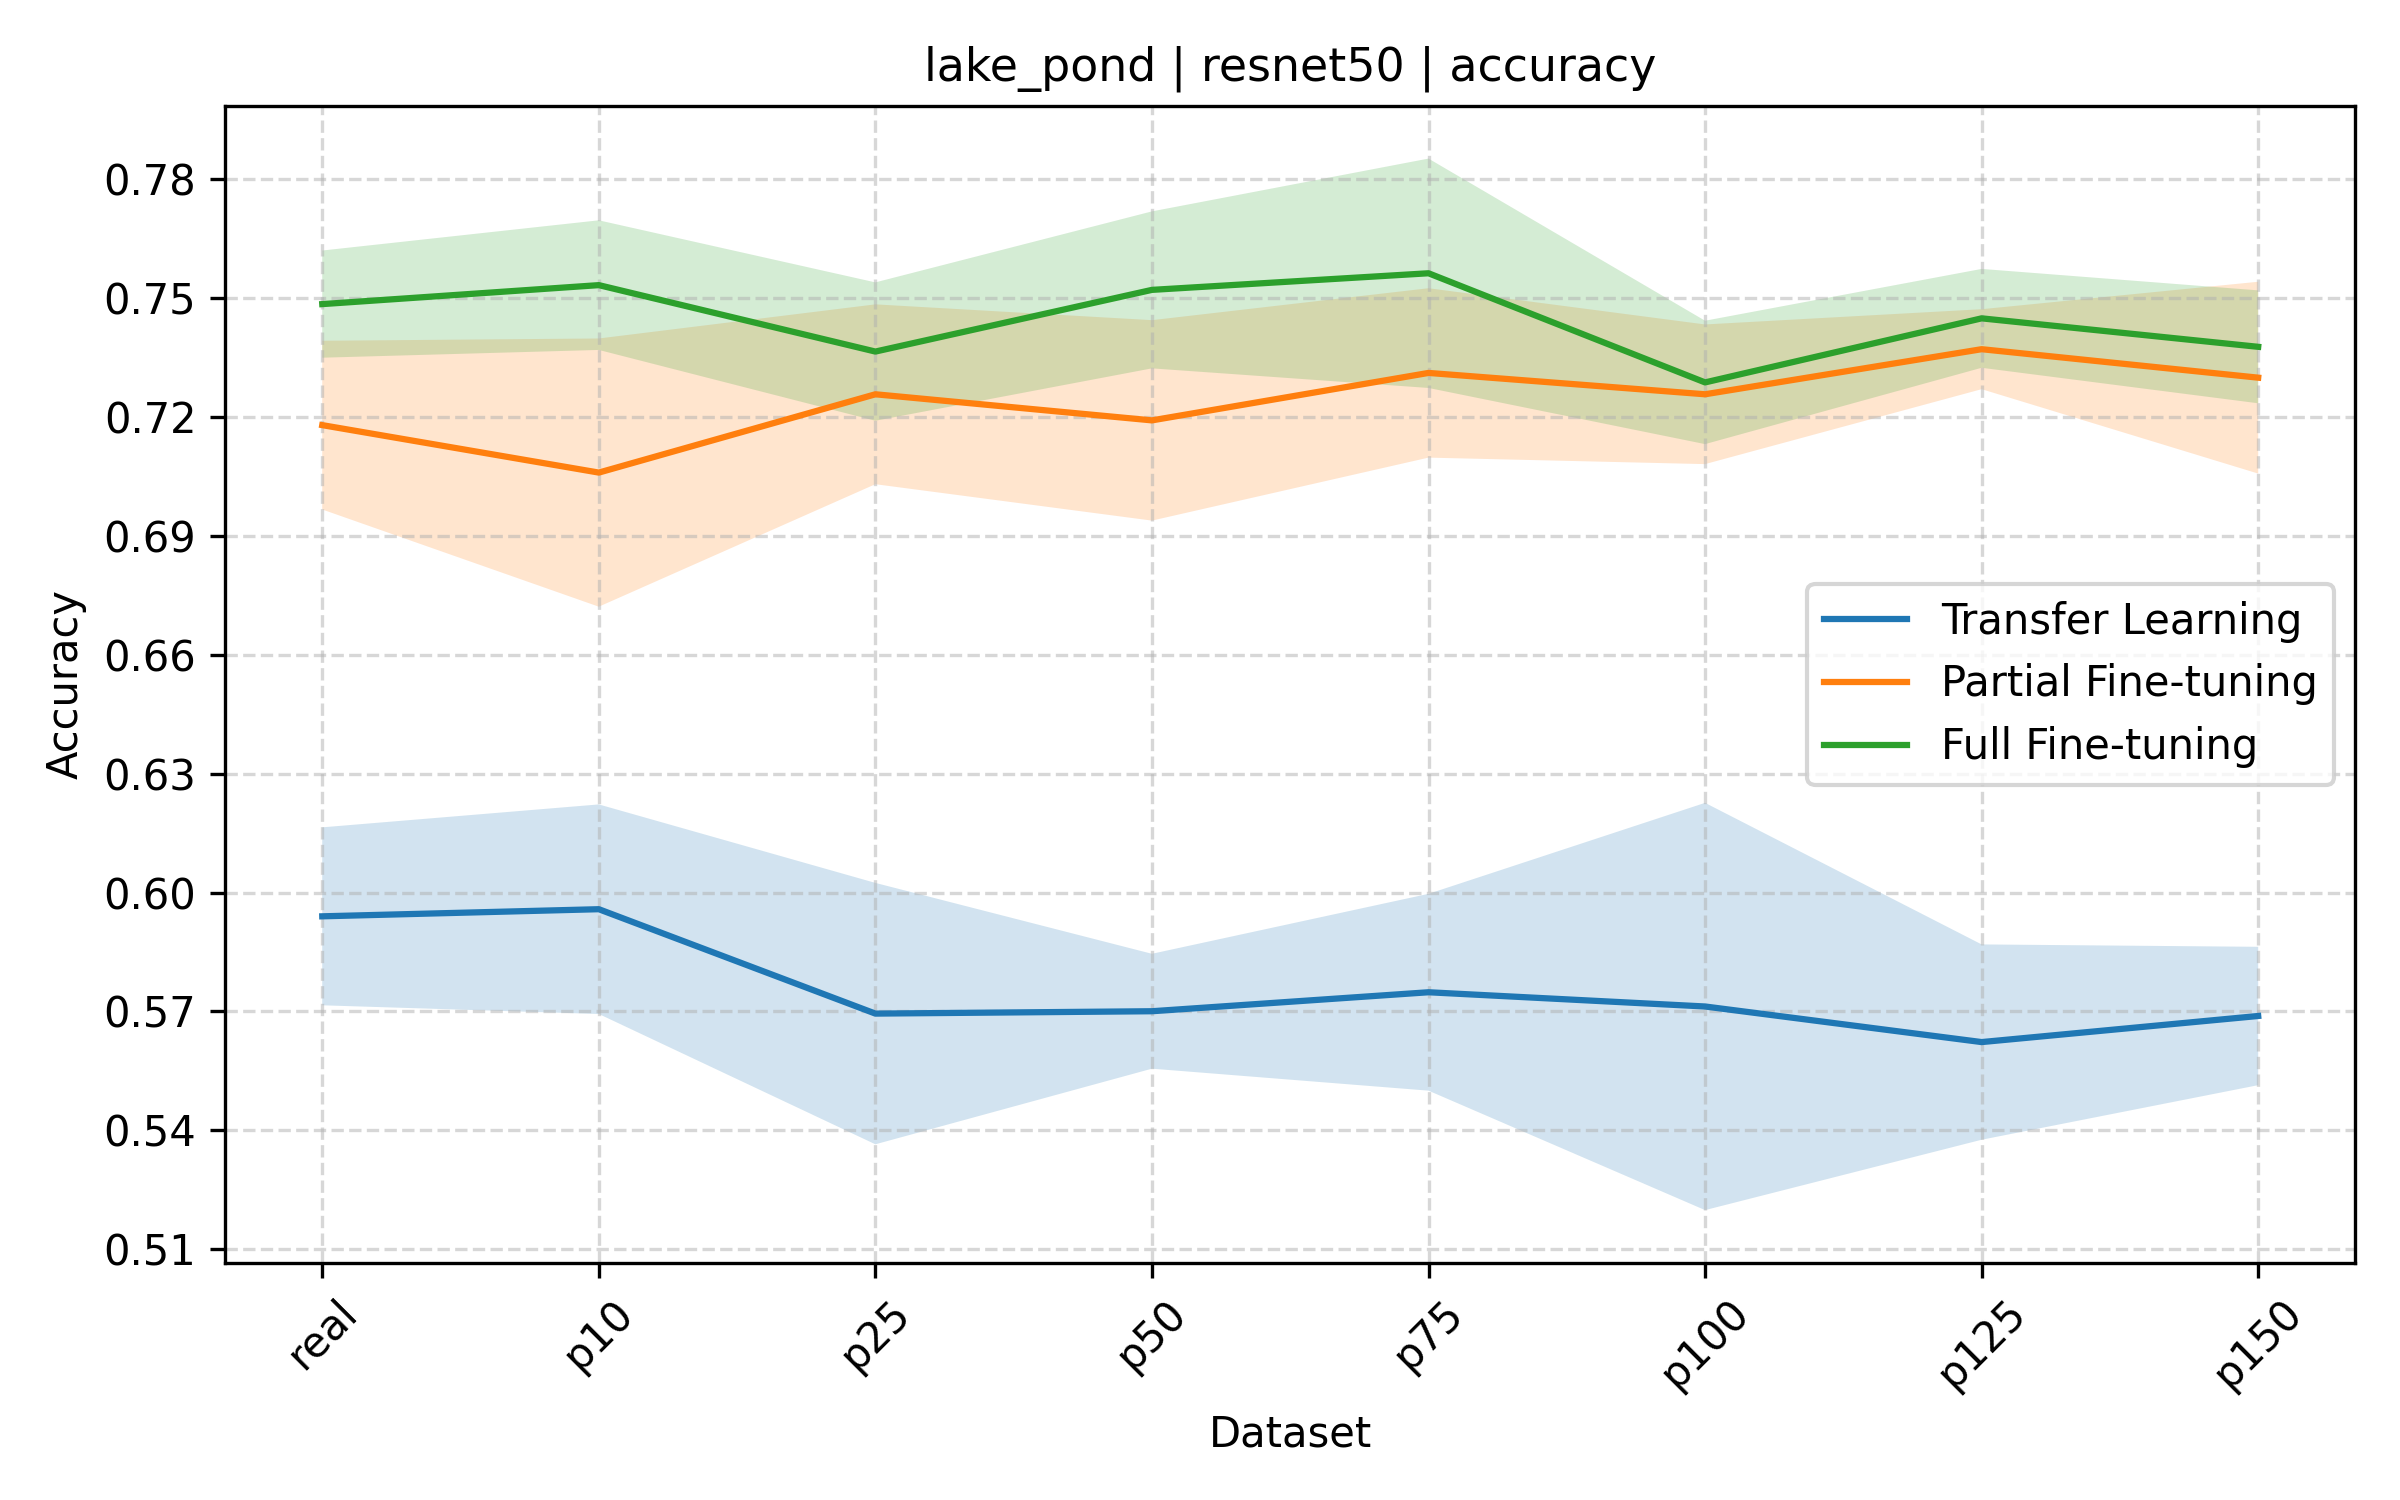 lake_pond | resnet50 | accuracy
Accuracy
0.78
0.75
0.72
0.69
0.66
0.63
0.60
0.57
0.54
0.51
Transfer Learning
Partial Fine-tuning
Full Fine-tuning
real
p10
p25
p50
p75
p100
p125
p150
Dataset